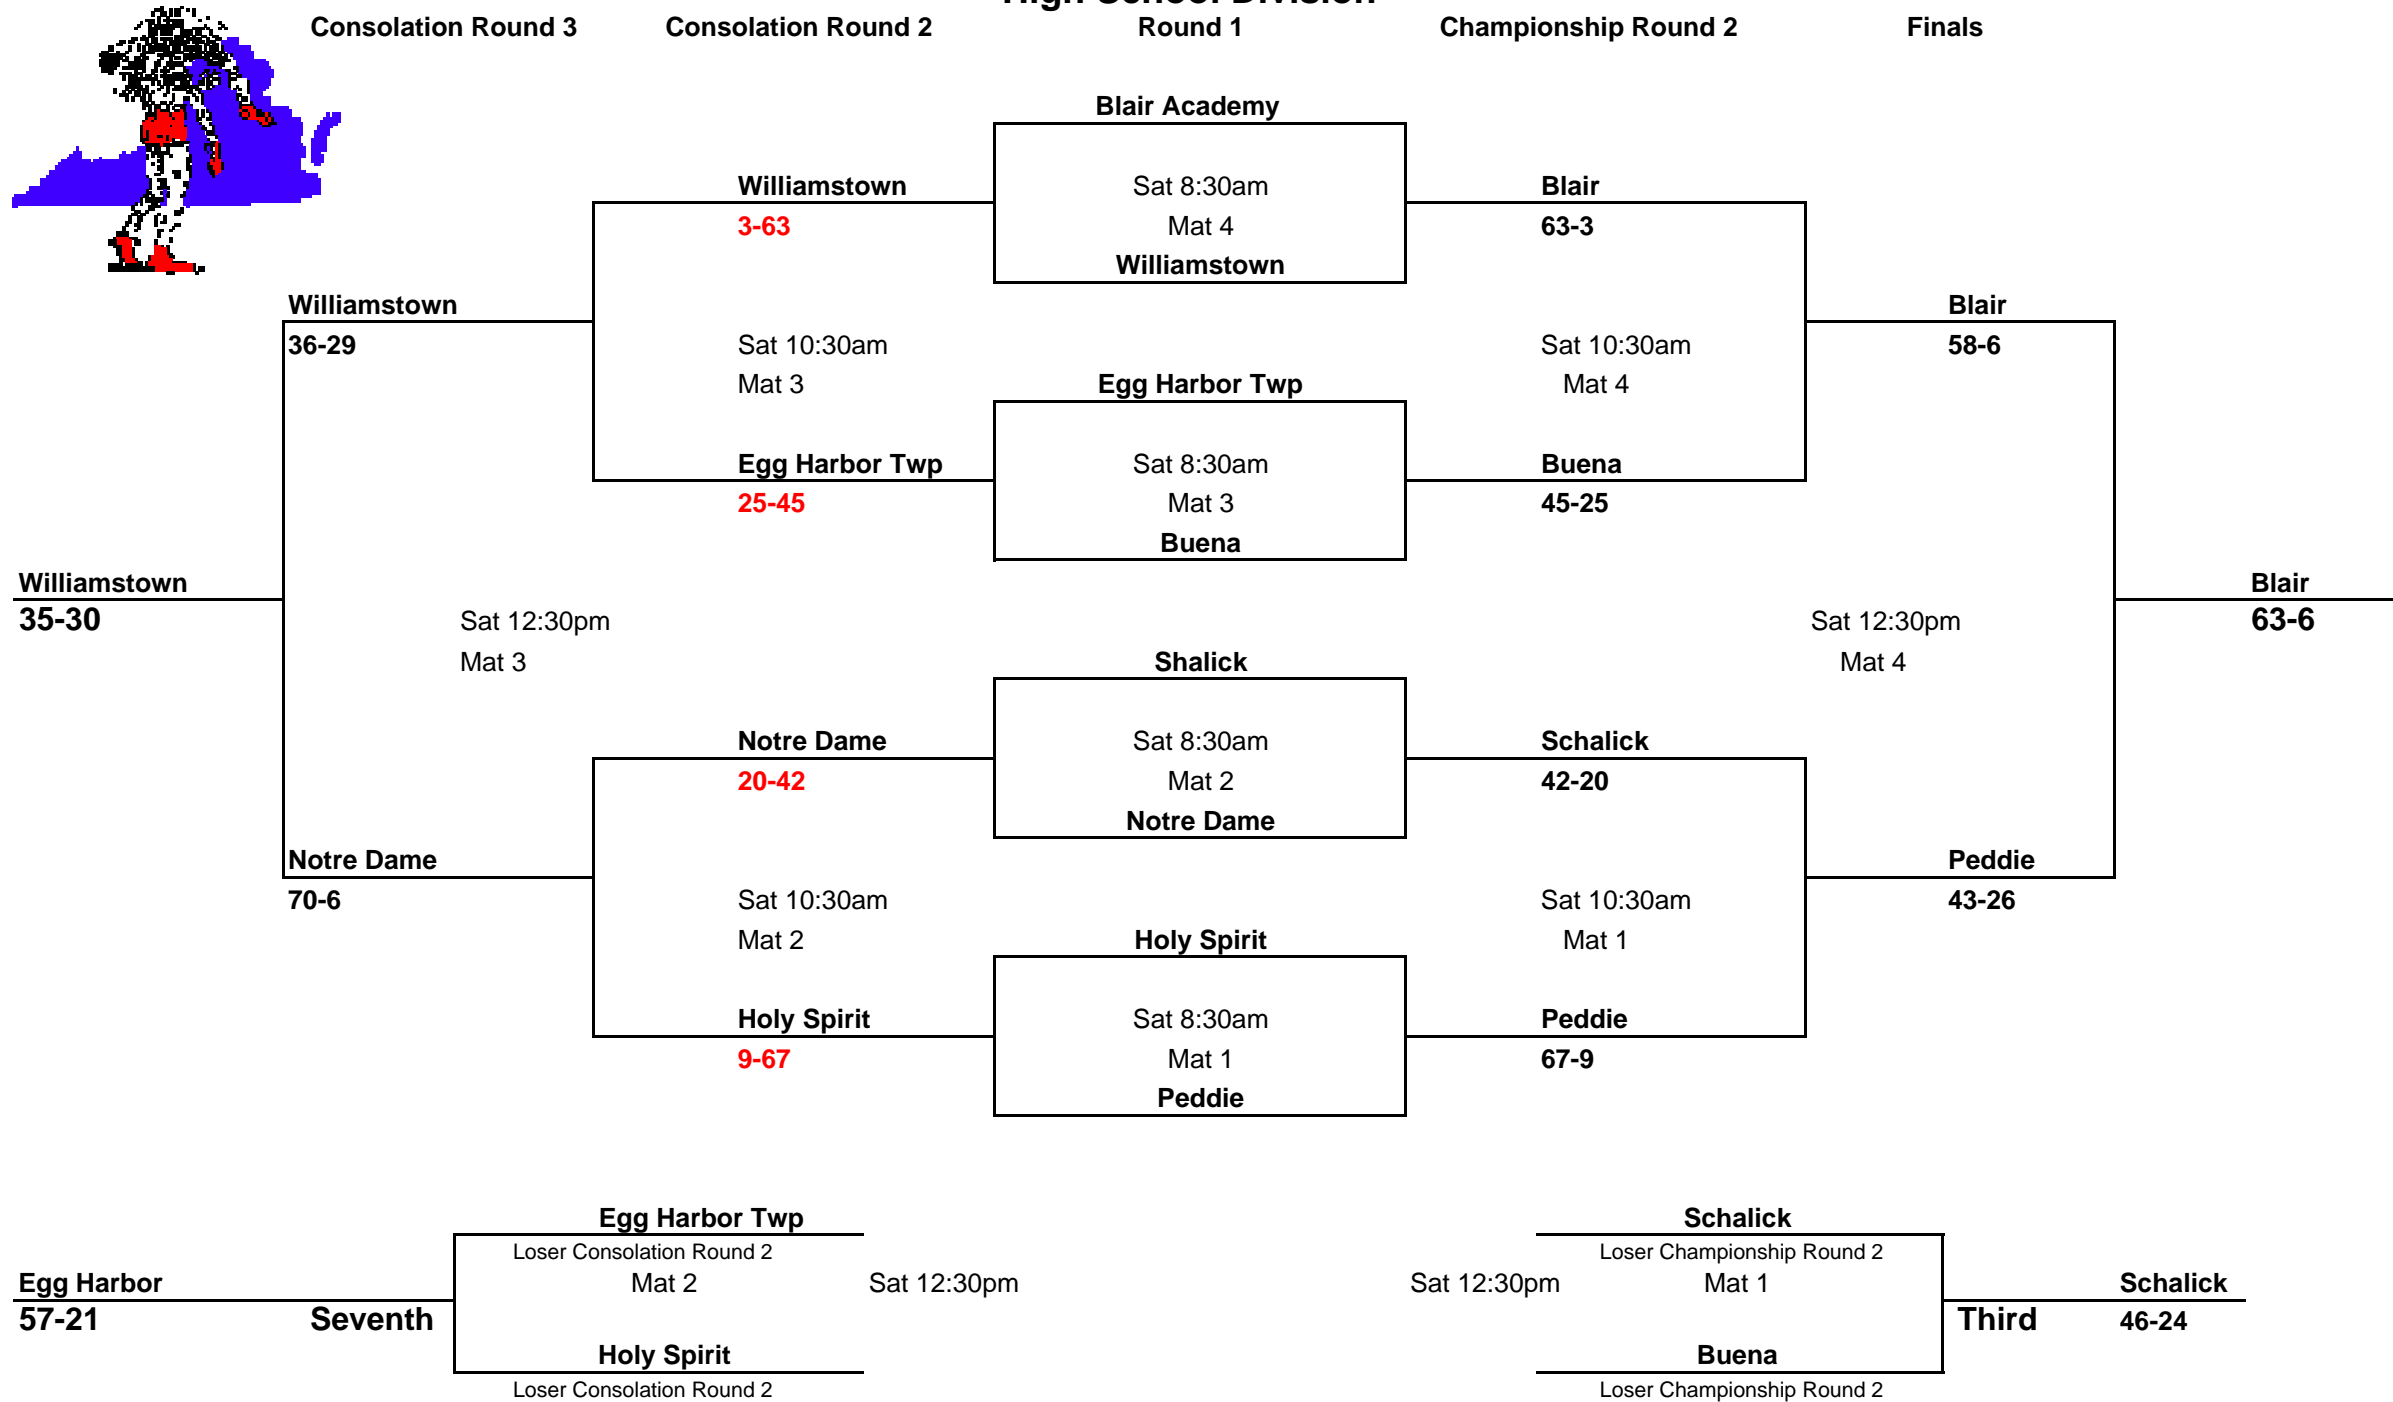 High School Division
Consolation Round 3 Consolation Round 2 Round 1 Championship Round 2 Finals
Blair Academy
Williamstown Sat 8:30am Blair
3-63 Mat 4 63-3
Williamstown
Williamstown Blair
36-29 Sat 10:30am Sat 10:30am 58-6
Mat 3 Egg Harbor Twp Mat 4
Egg Harbor Twp Sat 8:30am Buena
25-45 Mat 3 45-25
Buena
Williamstown Blair
35-30 Sat 12:30pm Sat 12:30pm 63-6
Mat 3 Shalick Mat 4
Notre Dame Sat 8:30am Schalick
20-42 Mat 2 42-20
Notre Dame
Notre Dame Peddie
70-6 Sat 10:30am Sat 10:30am 43-26
Mat 2 Holy Spirit Mat 1
Holy Spirit Sat 8:30am Peddie
9-67 Mat 1 67-9
Peddie
Egg Harbor Twp Schalick
Loser Consolation Round 2 Loser Championship Round 2
Egg Harbor Mat 2 Sat 12:30pm Sat 12:30pm Mat 1 Schalick
57-21 Seventh Third 46-24
Holy Spirit Buena
Loser Consolation Round 2 Loser Championship Round 2